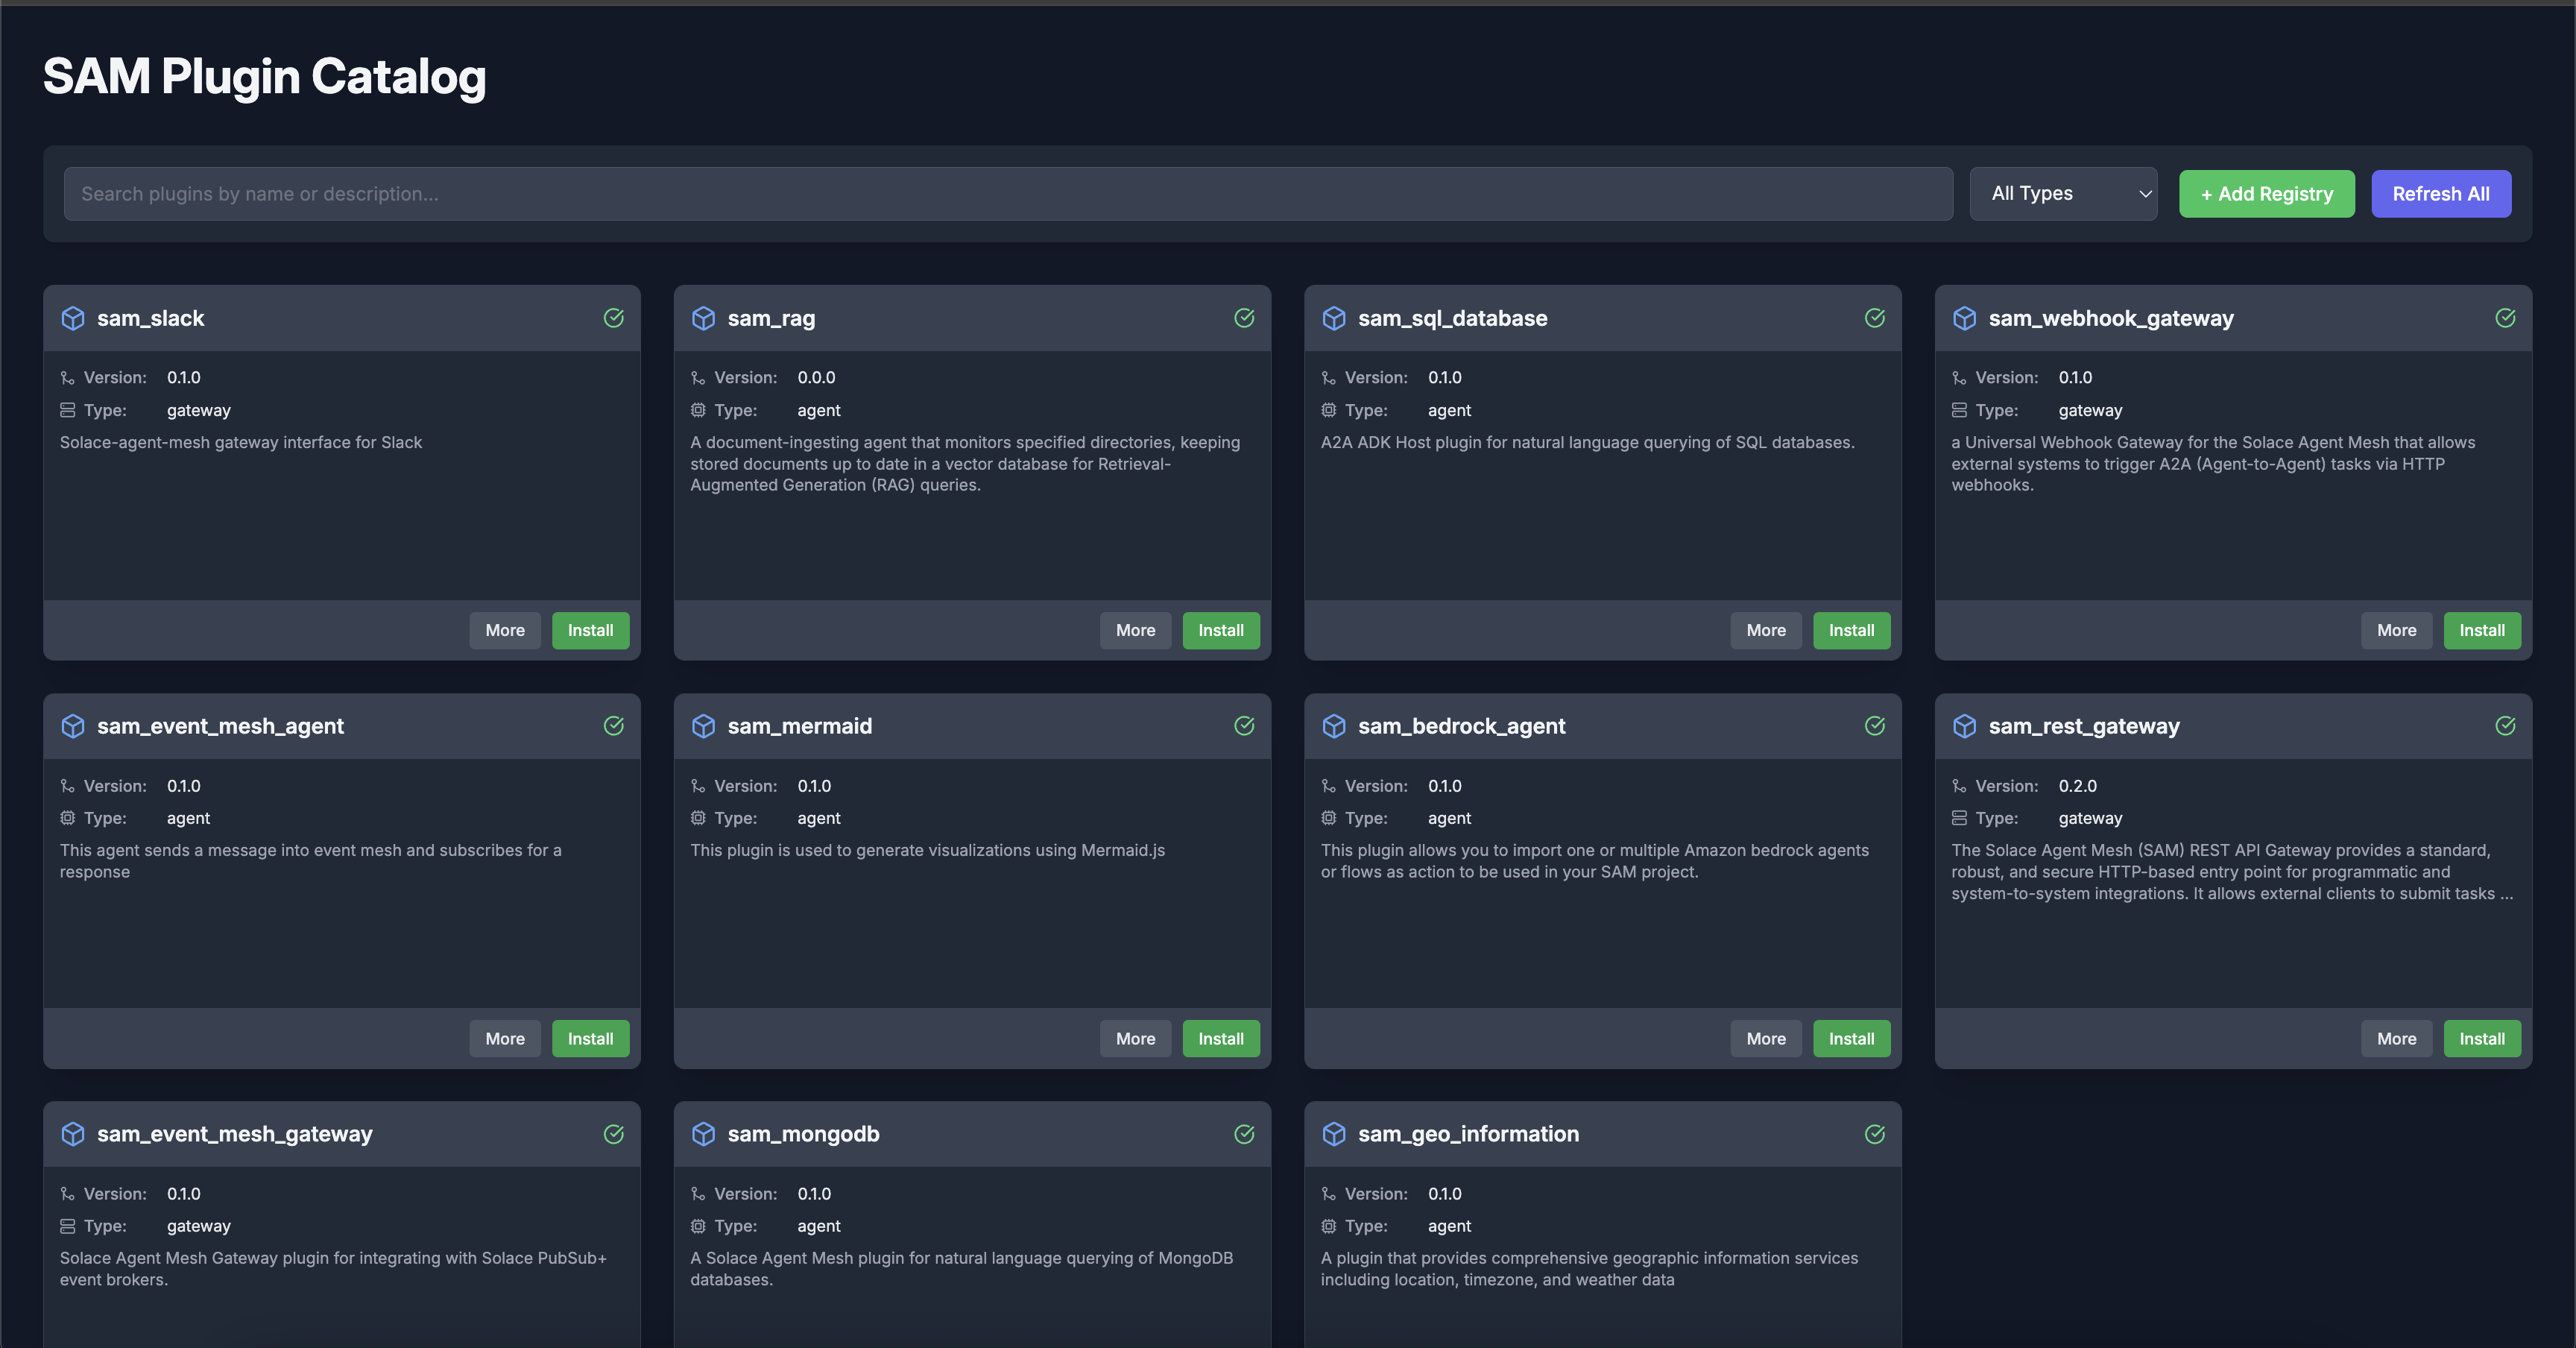 SAM Plugin Catalog
Search plugins by name or description...
All Types
+ Add Registry
Refresh All
sam_slack
Version: 0.1.0
Type: gateway
Solace-agent-mesh gateway interface for Slack
More
Install
sam_rag
Version: 0.0.0
Type: agent
A document-ingesting agent that monitors specified directories, keeping
stored documents up to date in a vector database for Retrieval-
Augmented Generation (RAG) queries.
More
Install
sam_sql_database
Version: 0.1.0
Type: agent
A2A ADK Host plugin for natural language querying of SQL databases.
More
Install
sam_webhook_gateway
Version: 0.1.0
Type: gateway
a Universal Webhook Gateway for the Solace Agent Mesh that allows
external systems to trigger A2A (Agent-to-Agent) tasks via HTTP
webhooks.
More
Install
sam_event_mesh_agent
Version: 0.1.0
Type: agent
This agent sends a message into event mesh and subscribes for a
response
More
Install
sam_mermaid
Version: 0.1.0
Type: agent
This plugin is used to generate visualizations using Mermaid.js
More
Install
sam_bedrock_agent
Version: 0.1.0
Type: agent
This plugin allows you to import one or multiple Amazon bedrock agents
or flows as action to be used in your SAM project.
More
Install
sam_rest_gateway
Version: 0.2.0
Type: gateway
The Solace Agent Mesh (SAM) REST API Gateway provides a standard,
robust, and secure HTTP-based entry point for programmatic and
system-to-system integrations. It allows external clients to submit tasks ...
More
Install
sam_event_mesh_gateway
Version: 0.1.0
Type: gateway
Solace Agent Mesh Gateway plugin for integrating with Solace PubSub+
event brokers.
sam_mongodb
Version: 0.1.0
Type: agent
A Solace Agent Mesh plugin for natural language querying of MongoDB
databases.
sam_geo_information
Version: 0.1.0
Type: agent
A plugin that provides comprehensive geographic information services
including location, timezone, and weather data